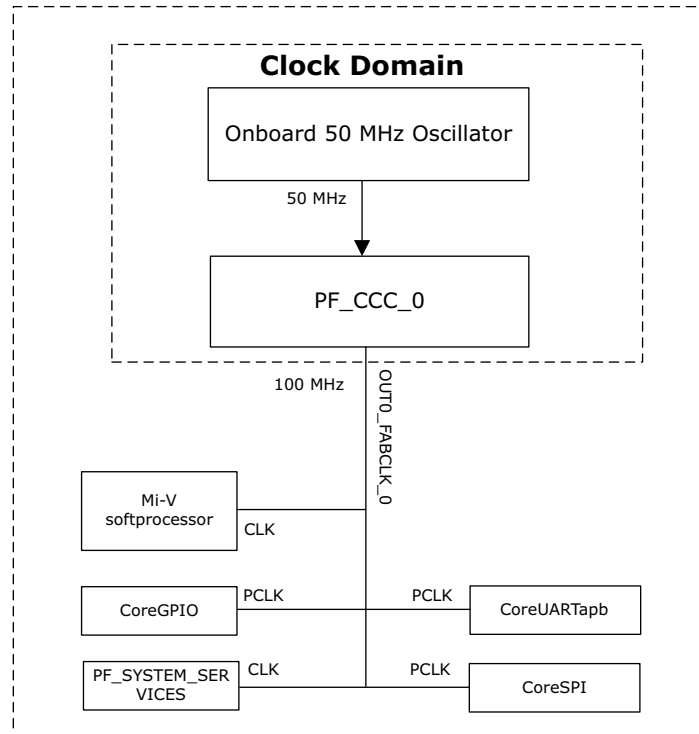 Clock Domain
Onboard 50 MHz Oscillator
50 MHz
PF_CCC_0
100 MHz
OUT0_FABCLK_0
Mi-V
softprocessor
CLK
CoreGPIO
PCLK
PCLK
CoreUARTapb
PF_SYSTEM_SER
VICES
CLK
PCLK
CoreSPI